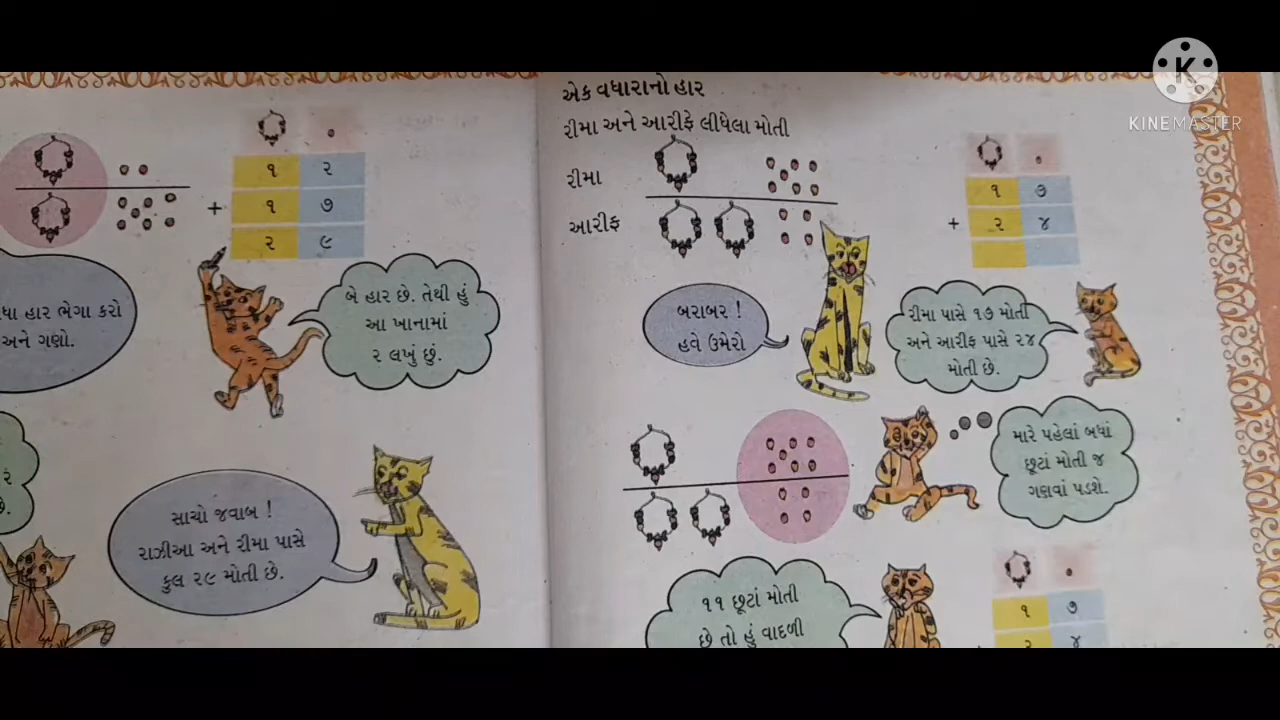 ૧ ૨
+ ૧ ૭
૨ ૯
હાર ભેગા કરો
અને ગણો.
બે હાર છે. તેથી હું
આ ખાનામાં
૨ લખું છું.
સાચો જવાબ !
રાઝીઆ અને રીમા પાસે
કુલ ૨૯ મોતી છે.
એક વધારાનો હાર
રીમા અને આરીફે લીધેલા મોતી
રીમા
આરીફ
૧ ૭
+ ૨ ૪
બરાબર !
હવે ઉમેરો
રીમા પાસે ૧૭ મોતી
અને આરીફ પાસે ૨૪
મોતી છે.
મારે પહેલાં બધાં
છૂટાં મોતી જ
ગણવાં પડશે.
૧૧ છૂટાં મોતી
છે તો હું વાદળી
૧ ૭
૨ ૪
K
KINEMASTER